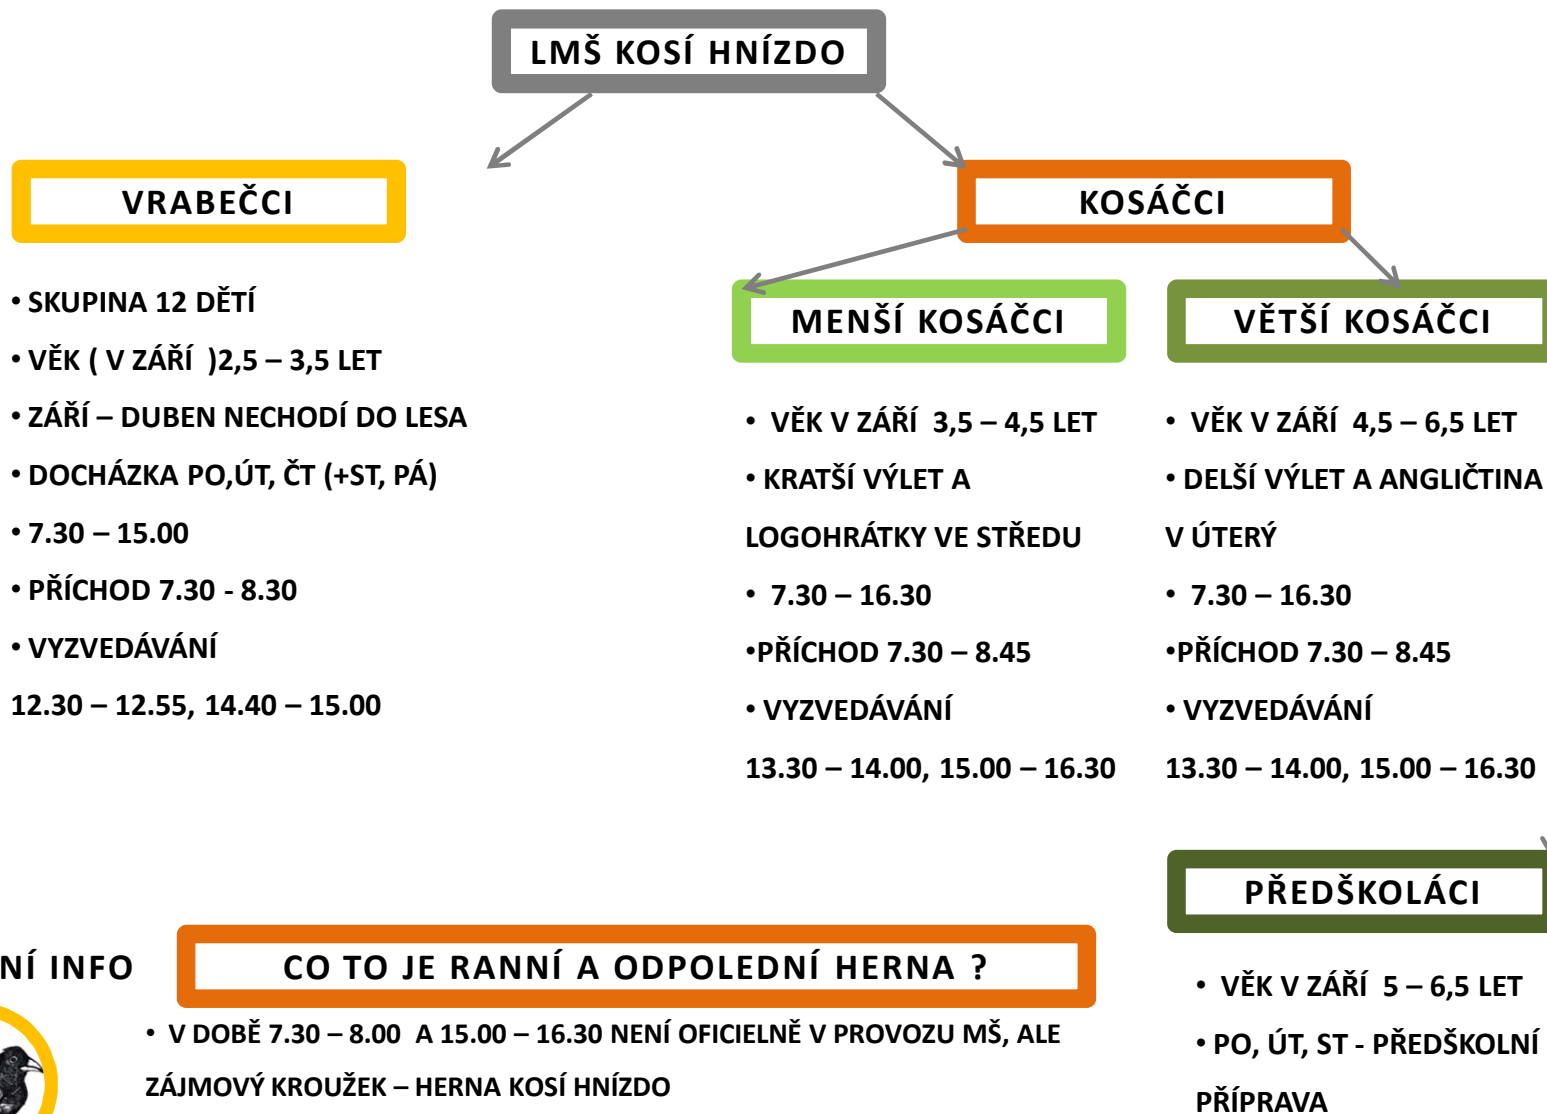 LMŠ KOSÍ HNÍZDO
VRABEČCI
• SKUPINA 12 DĚTÍ
• VĚK ( V ZÁŘÍ )2,5 – 3,5 LET
• ZÁŘÍ – DUBEN NECHODÍ DO LESA
• DOCHÁZKA PO,ÚT, ČT (+ST, PÁ)
• 7.30 – 15.00
• PŘÍCHOD 7.30 - 8.30
• VYZVEDÁVÁNÍ
12.30 – 12.55, 14.40 – 15.00
KOSÁČCI
MENŠÍ KOSÁČCI
• VĚK V ZÁŘÍ 3,5 – 4,5 LET
• KRATŠÍ VÝLET A
LOGOHRÁTKY VE STŘEDU
• 7.30 – 16.30
•PŘÍCHOD 7.30 – 8.45
• VYZVEDÁVÁNÍ
13.30 – 14.00, 15.00 – 16.30
VĚTŠÍ KOSÁČCI
• VĚK V ZÁŘÍ 4,5 – 6,5 LET
• DELŠÍ VÝLET A ANGLIČTINA
V ÚTERÝ
• 7.30 – 16.30
•PŘÍCHOD 7.30 – 8.45
• VYZVEDÁVÁNÍ
13.30 – 14.00, 15.00 – 16.30
PŘEDŠKOLÁCI
• VĚK V ZÁŘÍ 5 – 6,5 LET
• PO, ÚT, ST - PŘEDŠKOLNÍ
PŘÍPRAVA
NÍ INFO
CO TO JE RANNÍ A ODPOLEDNÍ HERNA ?
• V DOBĚ 7.30 – 8.00 A 15.00 – 16.30 NENÍ OFICIELNĚ V PROVOZU MŠ, ALE
ZÁJMOVÝ KROUŽEK – HERNA KOSÍ HNÍZDO